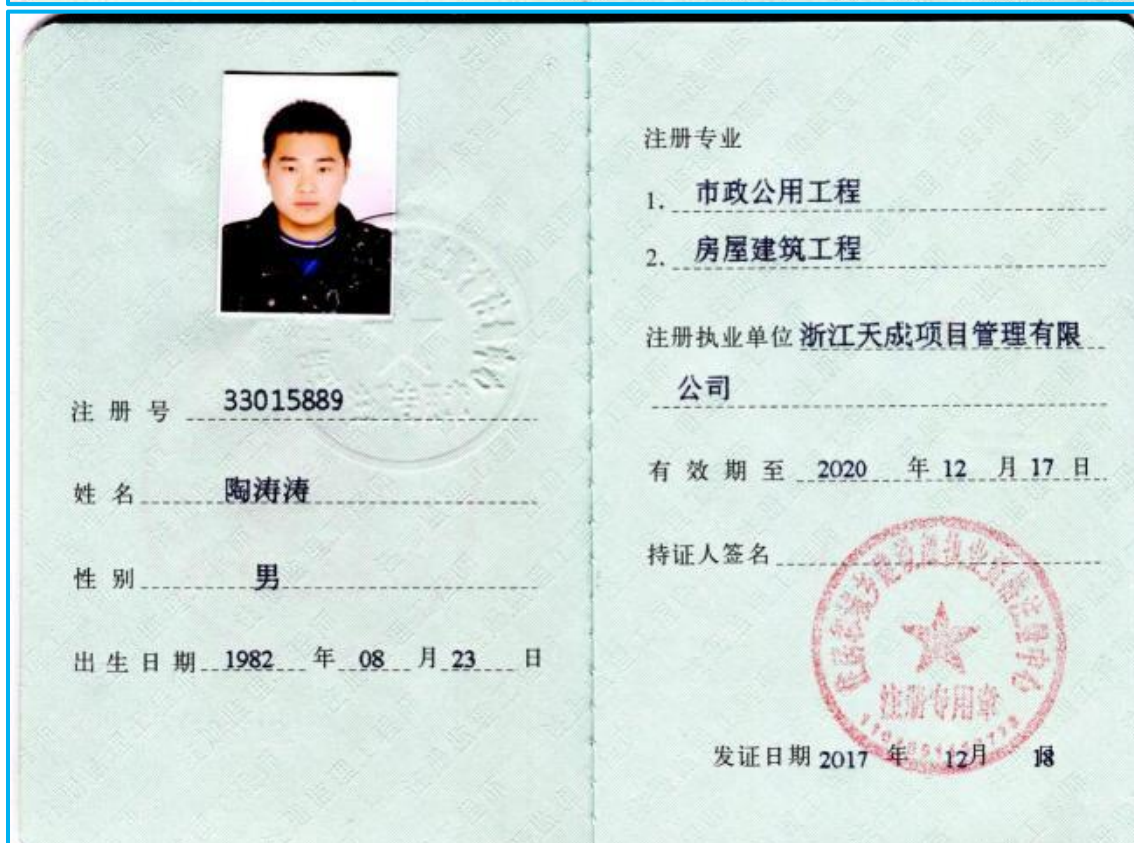 注 册 号 33015889
姓 名 陶涛涛
性 别 男
出 生 日 期 1982 年 08 月 23 日
注册专业
1. 市政公用工程
2. 房屋建筑工程
注册执业单位 浙江天成项目管理有限
公司
有 效 期 至 2020 年 12 月 17 日
持证人签名
注册专用章
发证日期 2017 年 12月 18